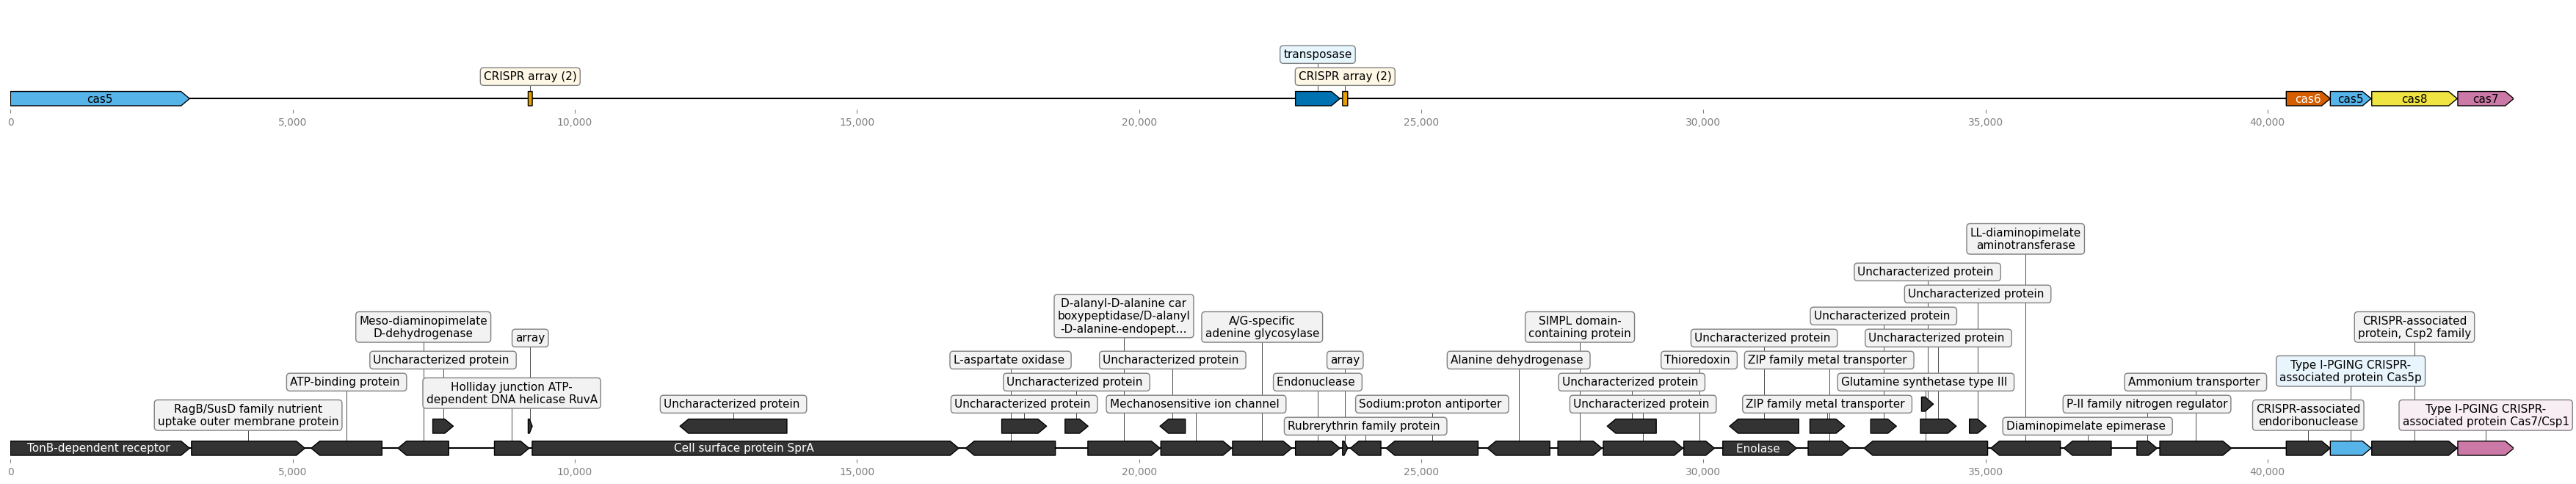 transposase
CRISPR array (2)
CRISPR array (2)
cas5
cas6
cas5
cas8
cas7
0
5,000
10,000
15,000
20,000
25,000
30,000
35,000
40,000
LL-diaminopimelate
aminotransferase
Uncharacterized protein
Uncharacterized protein
D-alanyl-D-alanine car
boxypeptidase/D-alanyl
-D-alanine-endopept...
Uncharacterized protein
Meso-diaminopimelate
D-dehydrogenase
A/G-specific
adenine glycosylase
SIMPL domain-
containing protein
CRISPR-associated
protein, Csp2 family
array
Uncharacterized protein
Uncharacterized protein
Uncharacterized protein
L-aspartate oxidase
Uncharacterized protein
array
Alanine dehydrogenase
Thioredoxin
ZIP family metal transporter
Type I-PGING CRISPR-
associated protein Cas5p
ATP-binding protein
Holliday junction ATP-
dependent DNA helicase RuvA
Uncharacterized protein
Endonuclease
Uncharacterized protein
Glutamine synthetase type III
Ammonium transporter
RagB/SusD family nutrient
uptake outer membrane protein
Uncharacterized protein
Uncharacterized protein
Mechanosensitive ion channel
Sodium:proton antiporter
Uncharacterized protein
ZIP family metal transporter
P-II family nitrogen regulator
CRISPR-associated
endoribonuclease
Type I-PGING CRISPR-
associated protein Cas7/Csp1
Rubrerythrin family protein
Diaminopimelate epimerase
TonB-dependent receptor
Cell surface protein SprA
Enolase
0
5,000
10,000
15,000
20,000
25,000
30,000
35,000
40,000